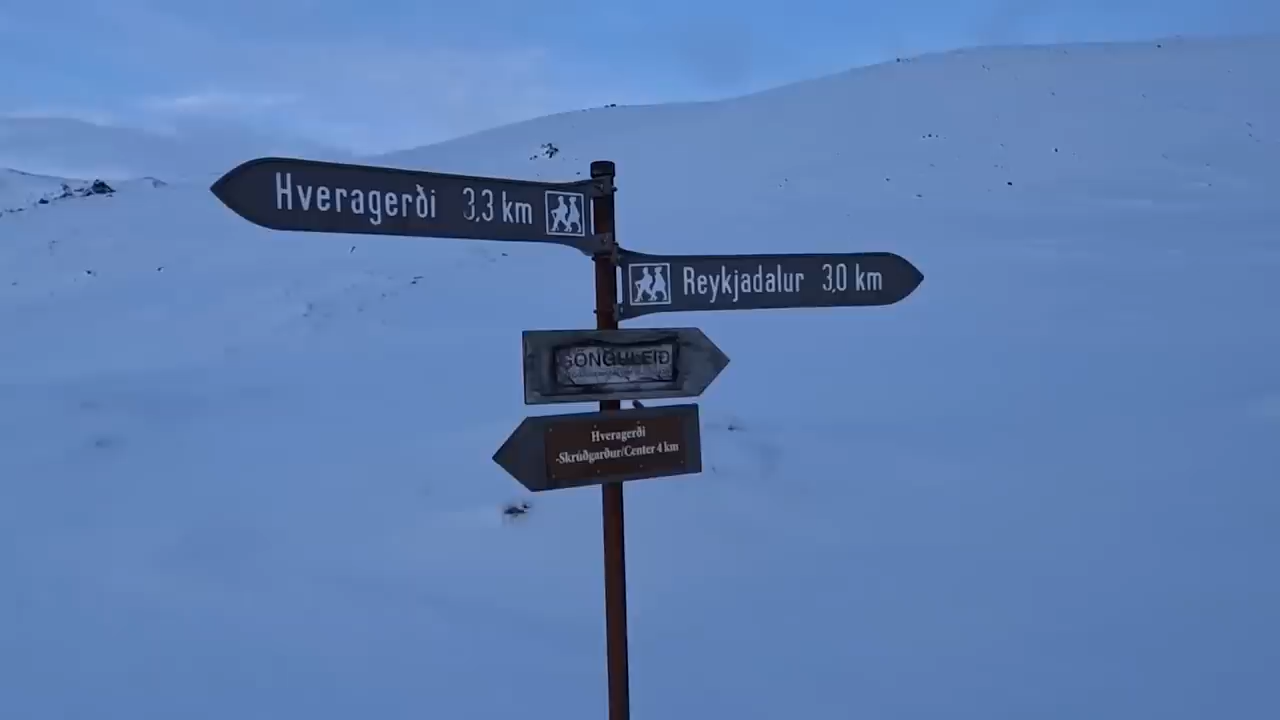 Hveragerði 3,3 km
Reykjadalur 3,0 km
GÖNGULEIÐ
Hveragerði
-Skrúðgarður/Center 4 km